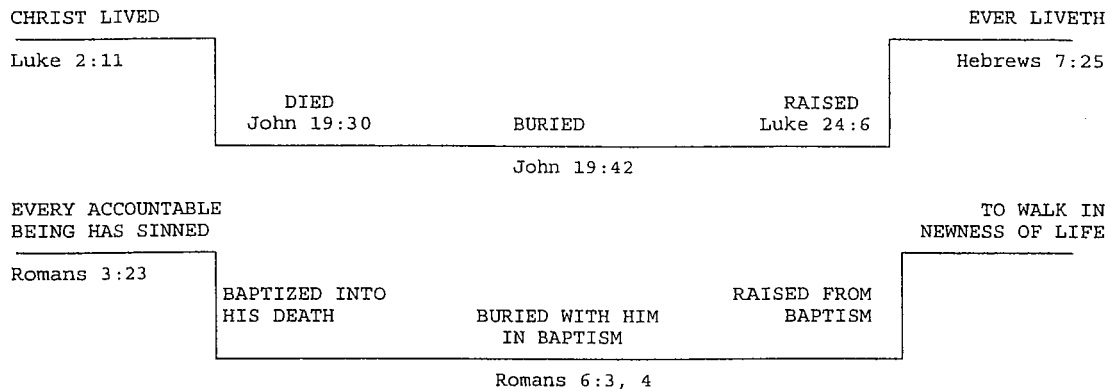 CHRIST LIVED
EVER LIVETH
Luke 2:11
Hebrews 7:25
DIED
RAISED
John 19:30
BURIED
Luke 24:6
John 19:42
EVERY ACCOUNTABLE
BEING HAS SINNED
TO WALK IN
NEWNESS OF LIFE
Romans 3:23
BAPTIZED INTO
HIS DEATH
BURIED WITH HIM
IN BAPTISM
RAISED FROM
BAPTISM
Romans 6:3, 4